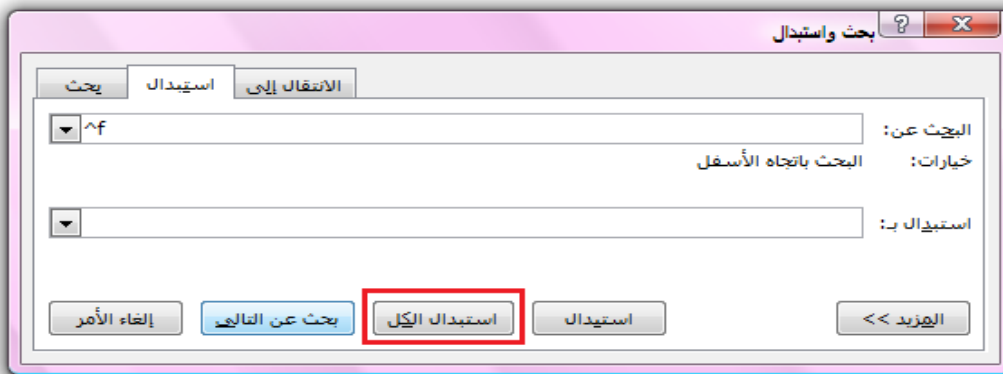 بحث واستبدال
بحث استبدال الانتقال إلى
البحث عن: ^f
خيارات: البحث باتجاه الأسفل
استبدال بـ:
المزيد >> استبدال استبدال الكل بحث عن التالي إلغاء الأمر